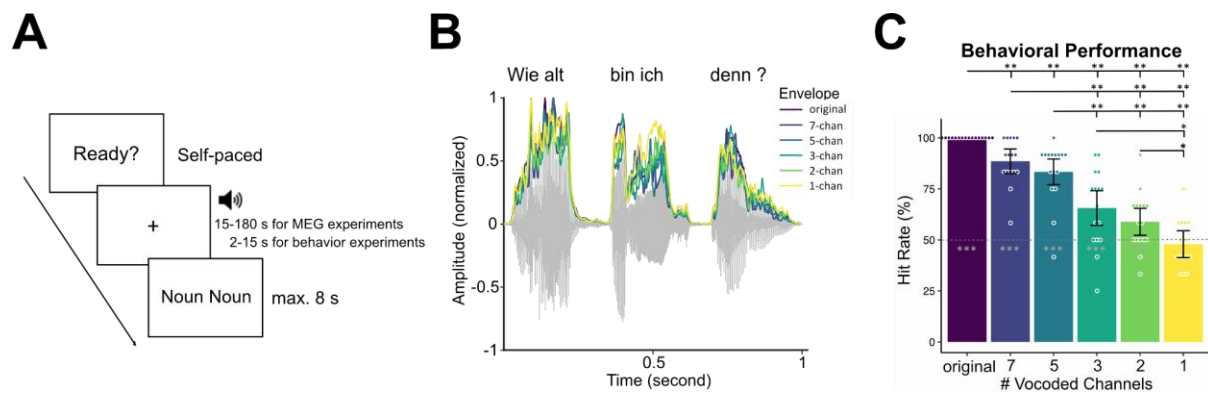 A
Ready?
Self-paced
+
15-180 s for MEG experiments
2-15 s for behavior experiments
Noun Noun
max. 8 s
B
Wie alt
bin ich
denn ?
Envelope
original
7-chan
5-chan
3-chan
2-chan
1-chan
Amplitude (normalized)
1
0.5
0
-0.5
-1
0.5
1
Time (second)
C
Behavioral Performance
** ** ** ** **
** ** **
** ** **
*
*
Hit Rate (%)
100
75
50
25
0
*** *** *** ***
original 7 5 3 2 1
# Vocoded Channels